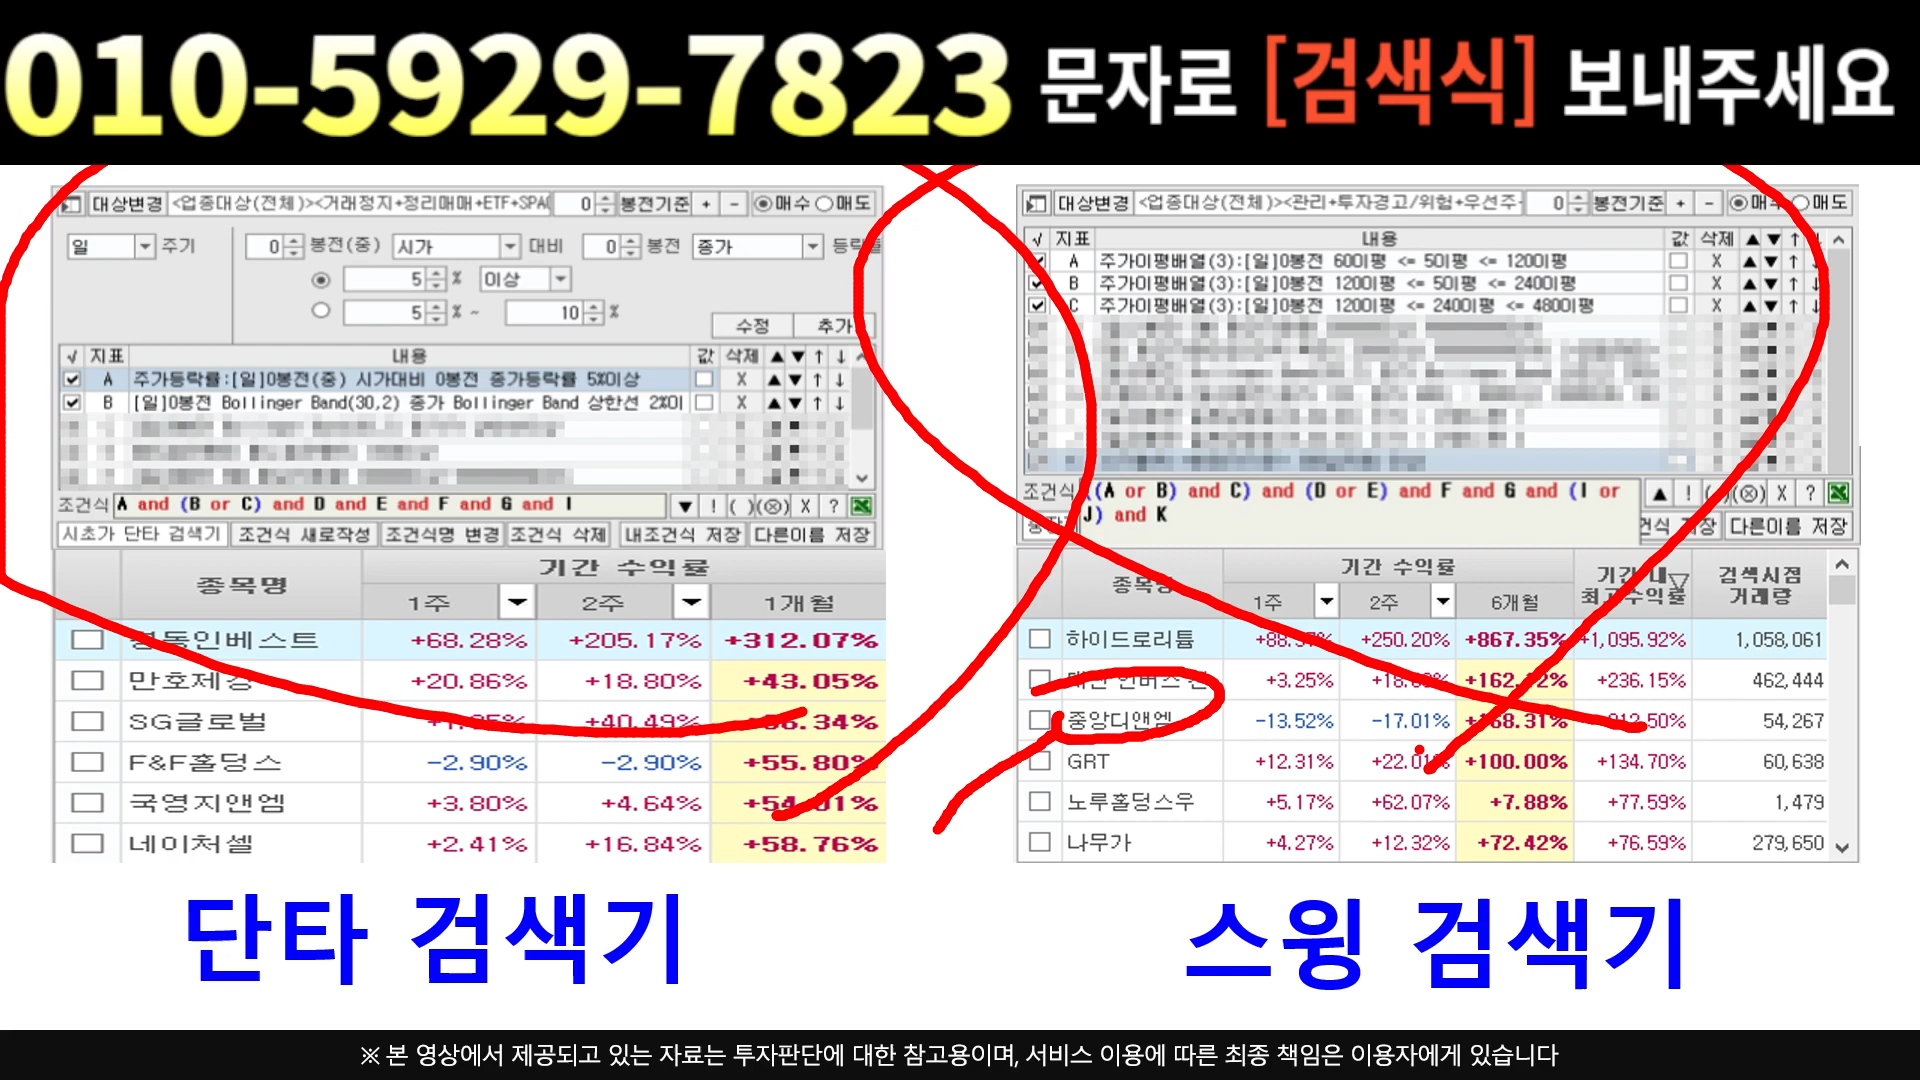 010-5929-7823 문자로 [검색식] 보내주세요
대상변경 <업종대상(전체)><거래정지+정리매매+ETF+SPA 0 봉전기준 + - 매수 매도
일 주기 0 봉전(중) 시가 대비 0 봉전 종가
5 % 이상
5 % ~ 10 %
수정 추가
√ 지표 내용 값 삭제 ▲ ▼ ↑ ↓
A 주가등락률:[일]0봉전(중) 시가대비 0봉전 종가등락률 5%이상 X ▲ ▼ ↑ ↓
B [일]0봉전 Bollinger Band(30,2) 종가 Bollinger Band 상한선 2%이 X ▲ ▼ ↑ ↓
조건식 A and (B or C) and D and E and F and G and I ▼ ! ( ) (⊗) X ?
시초가 단타 검색기 조건식 새로작성 조건식명 변경 조건식 삭제 내조건식 저장 다른이름 저장
종목명 기간 수익률
1주 2주 1개월
인베스트 +68.28% +205.17% +312.07%
만호제강 +20.86% +18.80% +43.05%
SG글로벌 +40.49%
F&F홀딩스 -2.90% -2.90% +55.80%
국영지앤엠 +3.80% +4.64%
네이처셀 +2.41% +16.84% +58.76%
단타 검색기
대상변경 <업종대상(전체)><관리+투자경고/위험+우선주+ 0 봉전기준 + - 매수 매도
√ 지표 내용 값 삭제 ▲ ▼ ↑
A 주가이평배열(3):[일]0봉전 60이평 <= 5이평 <= 120이평 X ▲ ▼ ↑
B 주가이평배열(3):[일]0봉전 120이평 <= 5이평 <= 240이평 X ▲ ▼ ↑
C 주가이평배열(3):[일]0봉전 120이평 <= 240이평 <= 480이평 X ▲ ▼ ↑
조건식 ((A or B) and C) and (D or E) and F and G and (I or ▲ ! (⊗) X ?
J) and K
저장 다른이름 저장
종목명 기간 수익률 기간 내 최고수익률 검색시점 거래량
1주 2주 6개월
하이드로리튬 +250.20% +867.35% +1,095.92% 1,058,061
+3.25% +236.15% 462,444
중앙디앤엠 -13.52% -17.01% 54,267
GRT +12.31% +100.00% +134.70% 60,638
노루홀딩스우 +5.17% +62.07% +7.88% +77.59% 1,479
나무가 +4.27% +12.32% +72.42% +76.59% 279,650
스윙 검색기
※ 본 영상에서 제공되고 있는 자료는 투자판단에 대한 참고용이며, 서비스 이용에 따른 최종 책임은 이용자에게 있습니다